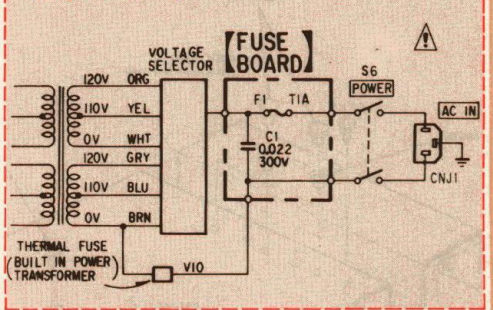 VOLTAGE
SELECTOR
【FUSE
BOARD】
S6
POWER
AC IN
CNJ1
120V ORG
110V YEL
0V WHT
120V GRY
110V BLU
0V BRN
F1 T1A
C1
0.022
300V
THERMAL FUSE
(BUILT IN POWER
TRANSFORMER)
V10